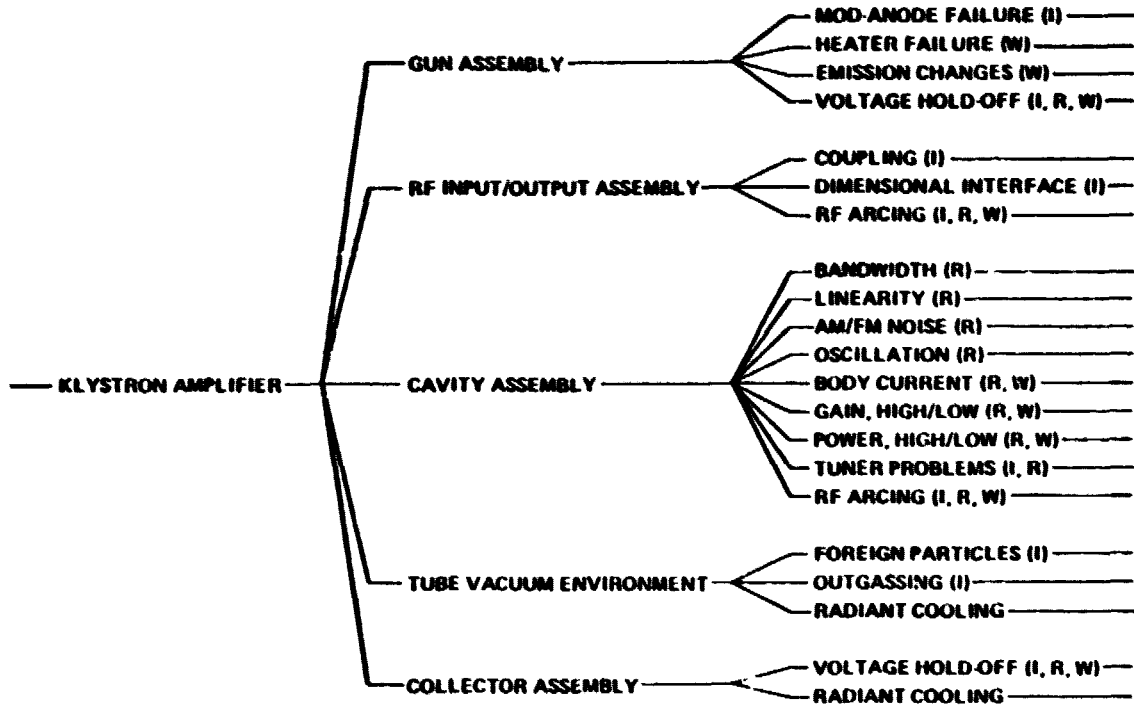 KLYSTRON AMPLIFIER
GUN ASSEMBLY
MOD-ANODE FAILURE (I)
HEATER FAILURE (W)
EMISSION CHANGES (W)
VOLTAGE HOLD-OFF (I, R, W)
RF INPUT/OUTPUT ASSEMBLY
COUPLING (I)
DIMENSIONAL INTERFACE (I)
RF ARCING (I, R, W)
CAVITY ASSEMBLY
BANDWIDTH (R)
LINEARITY (R)
AM/FM NOISE (R)
OSCILLATION (R)
BODY CURRENT (R, W)
GAIN, HIGH/LOW (R, W)
POWER, HIGH/LOW (R, W)
TUNER PROBLEMS (I, R)
RF ARCING (I, R, W)
TUBE VACUUM ENVIRONMENT
FOREIGN PARTICLES (I)
OUTGASSING (I)
RADIANT COOLING
COLLECTOR ASSEMBLY
VOLTAGE HOLD-OFF (I, R, W)
RADIANT COOLING